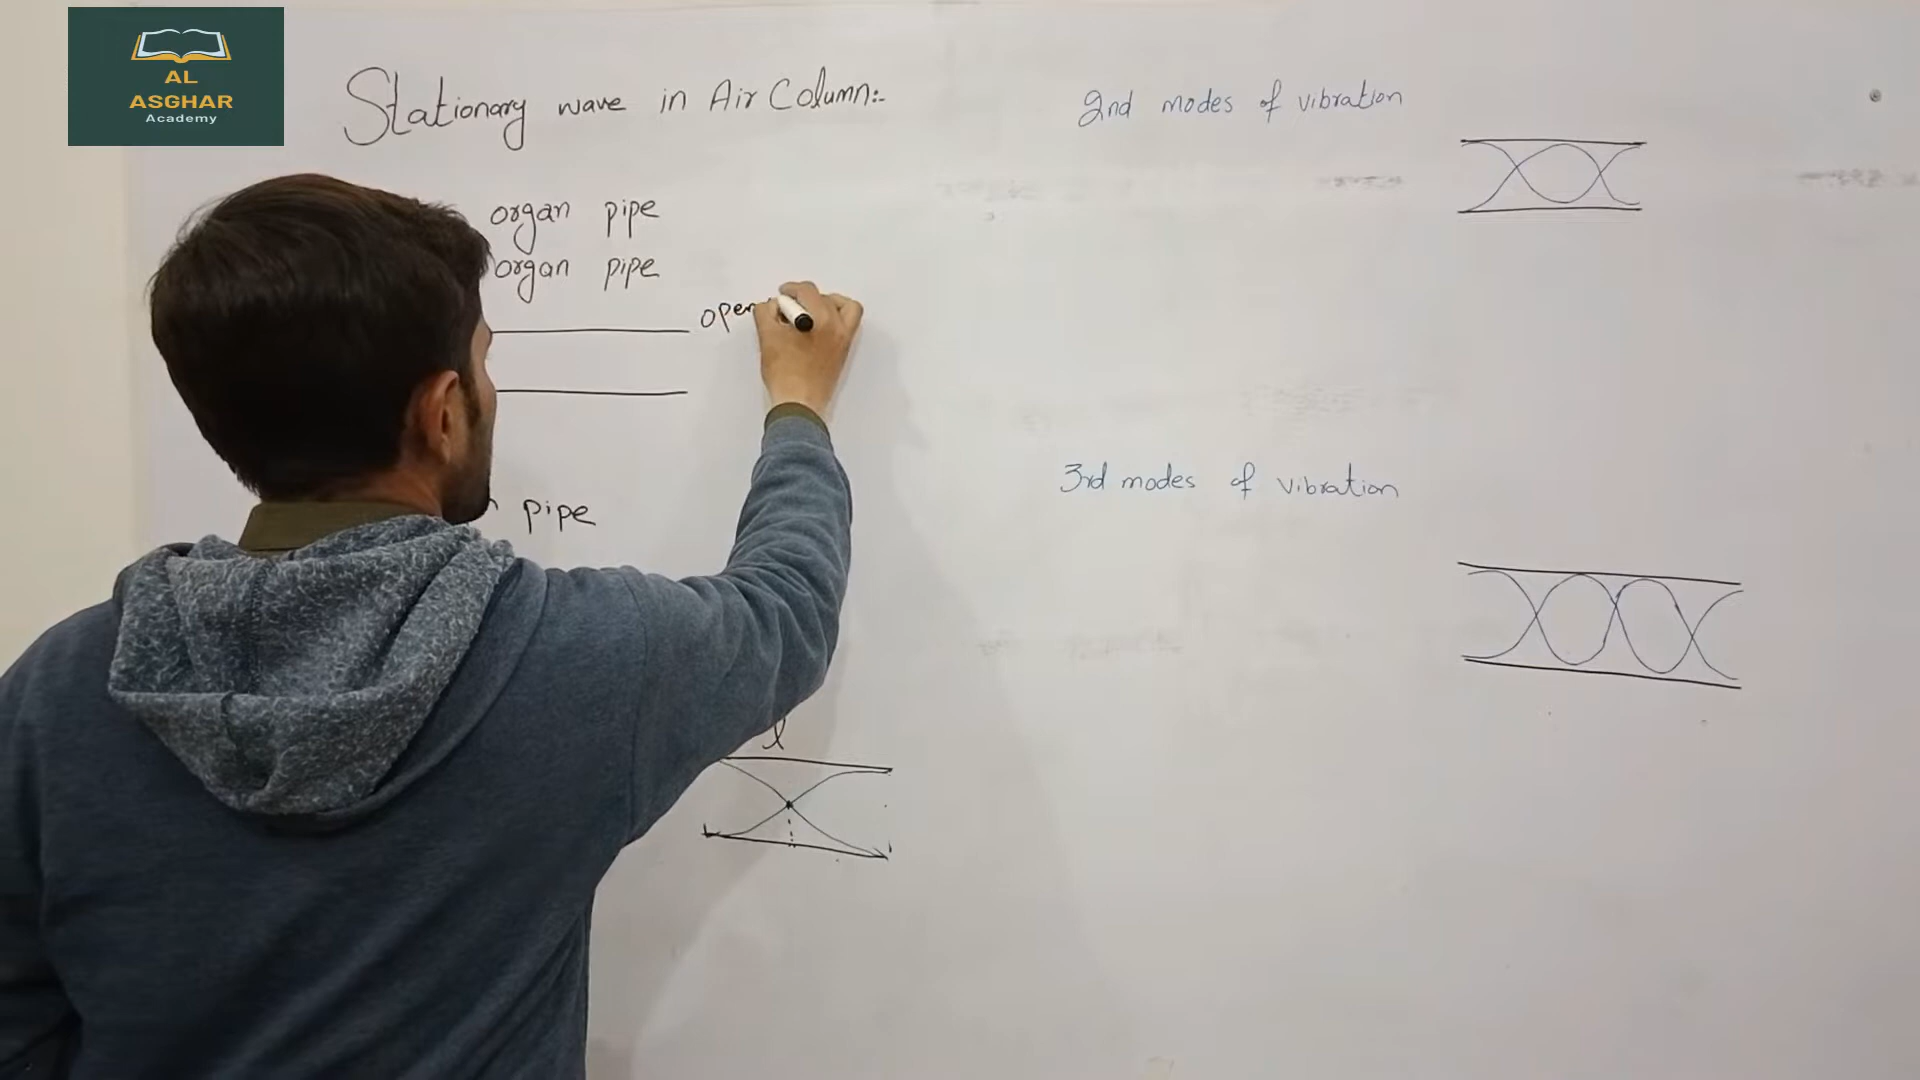 AL
ASGHAR
Academy
Stationary wave in Air Column:-
organ pipe
organ pipe
open
pipe
l
2nd modes of vibration
3rd modes of vibration